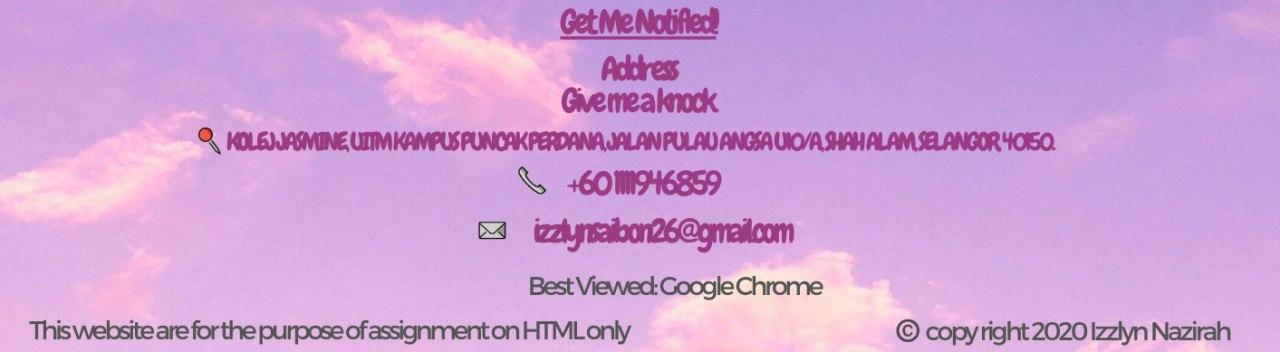 Get Me Notified!
Address
Give me a knock
KOLEJ JASMINE, UITM KAMPUS PUNCAK PERDANA, JALAN PULAU ANGSA U10/A, SHAH ALAM, SELANGOR, 40150.
+60 1111946859
izzlynsaibon26@gmail.com
Best Viewed: Google Chrome
This website are for the purpose of assignment on HTML only
© copy right 2020 Izzlyn Nazirah